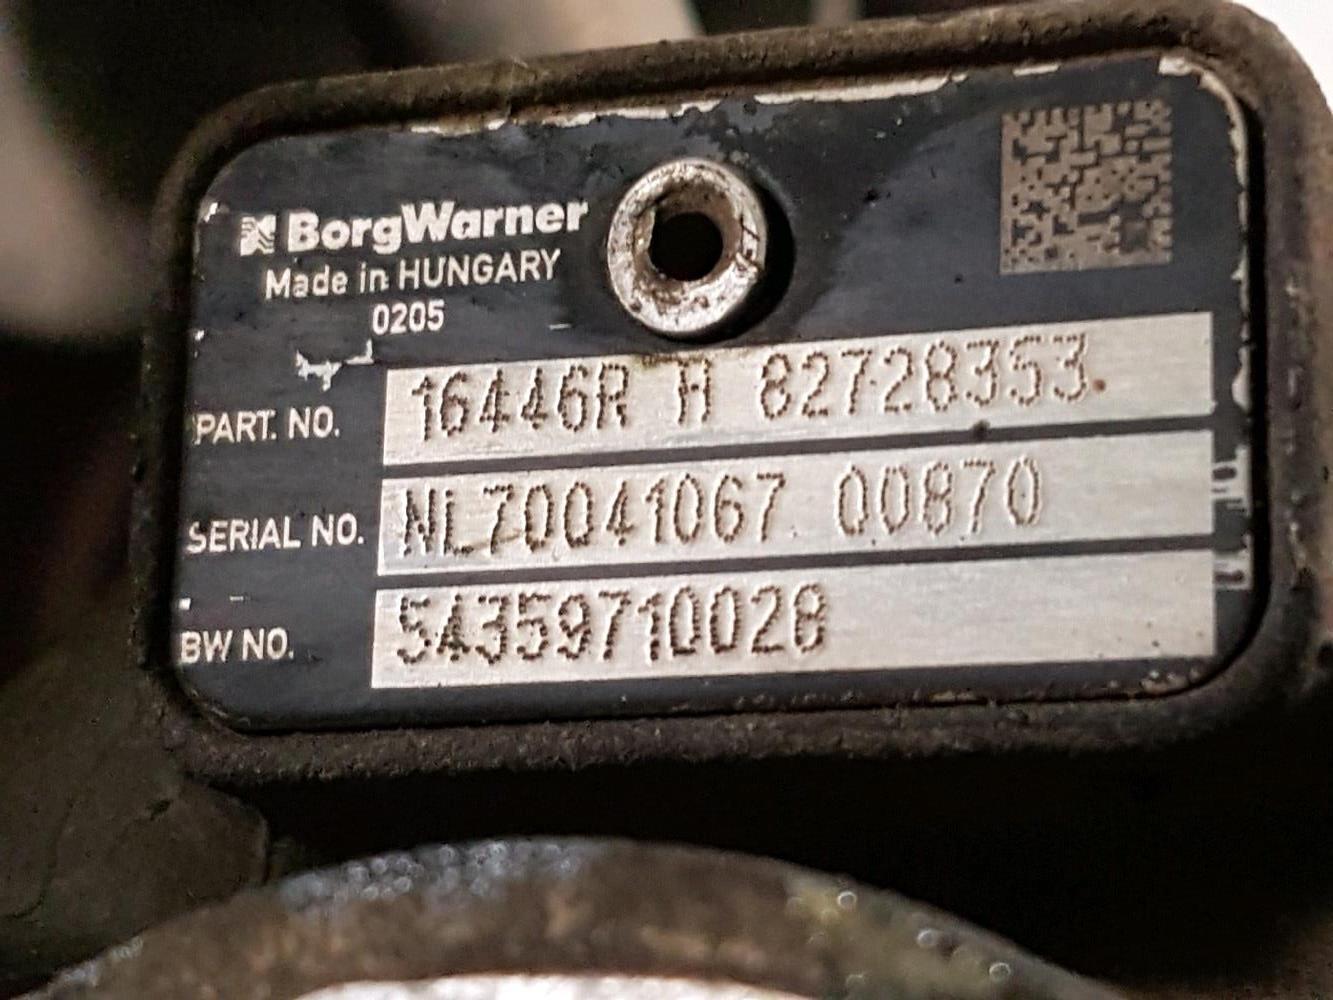 BorgWarner
Made in HUNGARY
0205
PART. NO. 16446R H 82728353
SERIAL NO. NL70041067 00870
BW NO. 54359710028